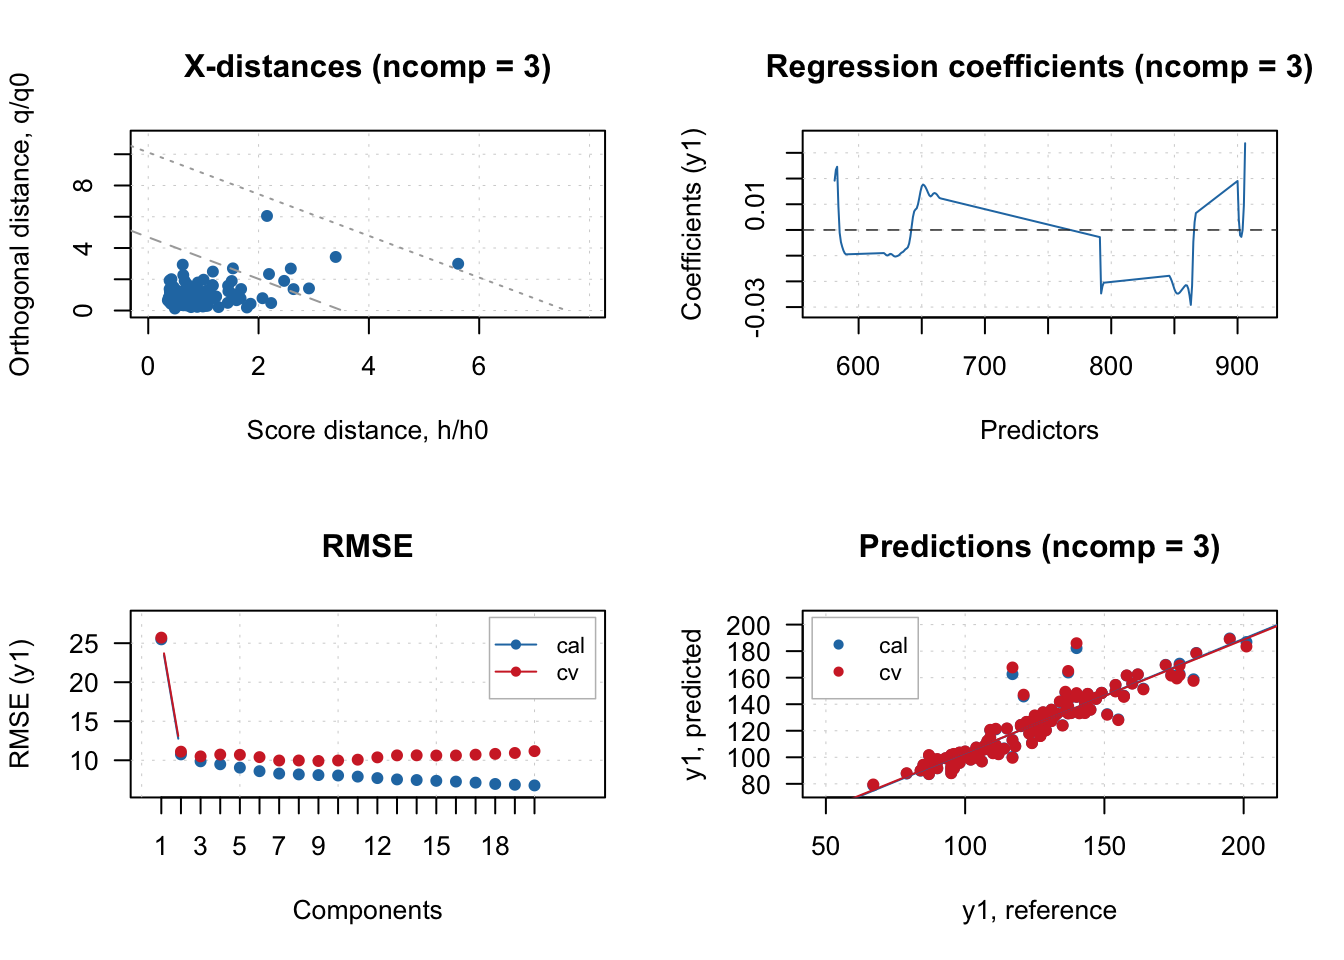 X-distances (ncomp = 3)
Orthogonal distance, q/q0
8
4
0
0 2 4 6
Score distance, h/h0
Regression coefficients (ncomp = 3)
Coefficients (y1)
0.01
-0.03
600 700 800 900
Predictors
RMSE
RMSE (y1)
25
20
15
10
cal
cv
1 3 5 7 9 12 15 18
Components
Predictions (ncomp = 3)
y1, predicted
200
180
160
140
120
100
80
cal
cv
50 100 150 200
y1, reference